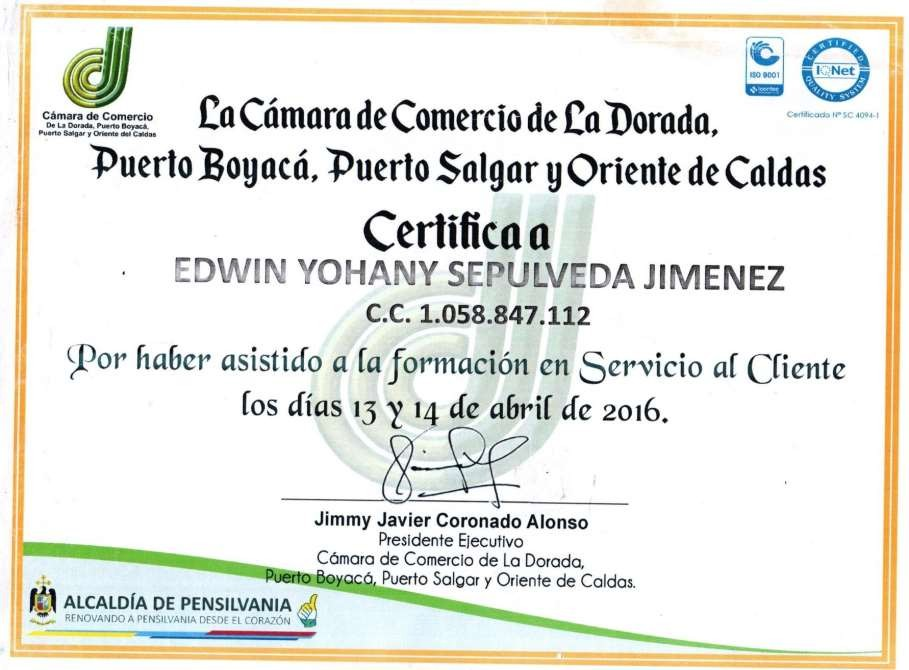 Cámara de Comercio
De La Dorada, Puerto Boyacá,
Puerto Salgar y Oriente del Caldas
ISO 9001
icontec
CERTIFIED
IQNet
QUALITY SYSTEM
Certificado N° SC 4094-1
La Cámara de Comercio de La Dorada,
Puerto Boyacá, Puerto Salgar y Oriente de Caldas
Certifica a
EDWIN YOHANY SEPULVEDA JIMENEZ
C.C. 1.058.847.112
Por haber asistido a la formación en Servicio al Cliente
los días 13 y 14 de abril de 2016.
Jimmy Javier Coronado Alonso
Presidente Ejecutivo
Cámara de Comercio de La Dorada,
Puerto Boyacá, Puerto Salgar y Oriente de Caldas.
ALCALDÍA DE PENSILVANIA
RENOVANDO A PENSILVANIA DESDE EL CORAZÓN